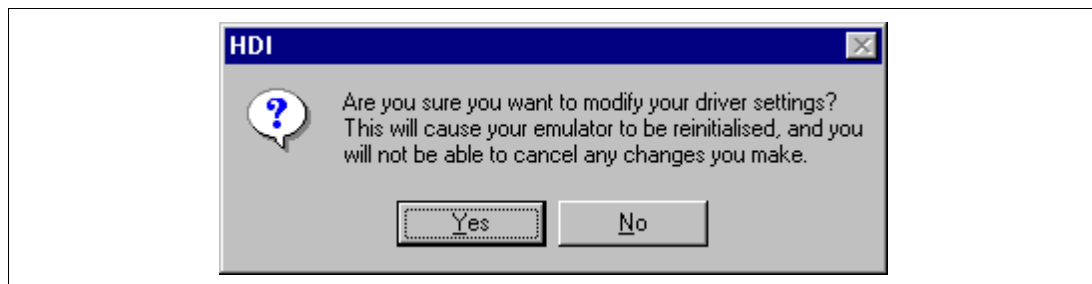 HDI
Are you sure you want to modify your driver settings?
This will cause your emulator to be reinitialised, and you
will not be able to cancel any changes you make.
Yes
No